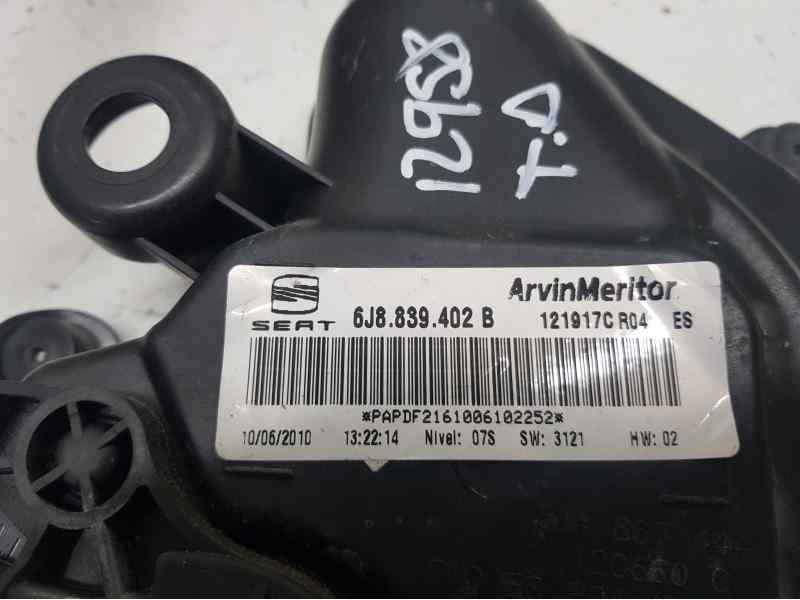 12958
T.D
SEAT
6J8.839.402 B
ArvinMeritor
121917C R04 ES
*PAPDF2161006102252*
10/06/2010 13:22:14 Nivel: 07S SW: 3121 HW: 02